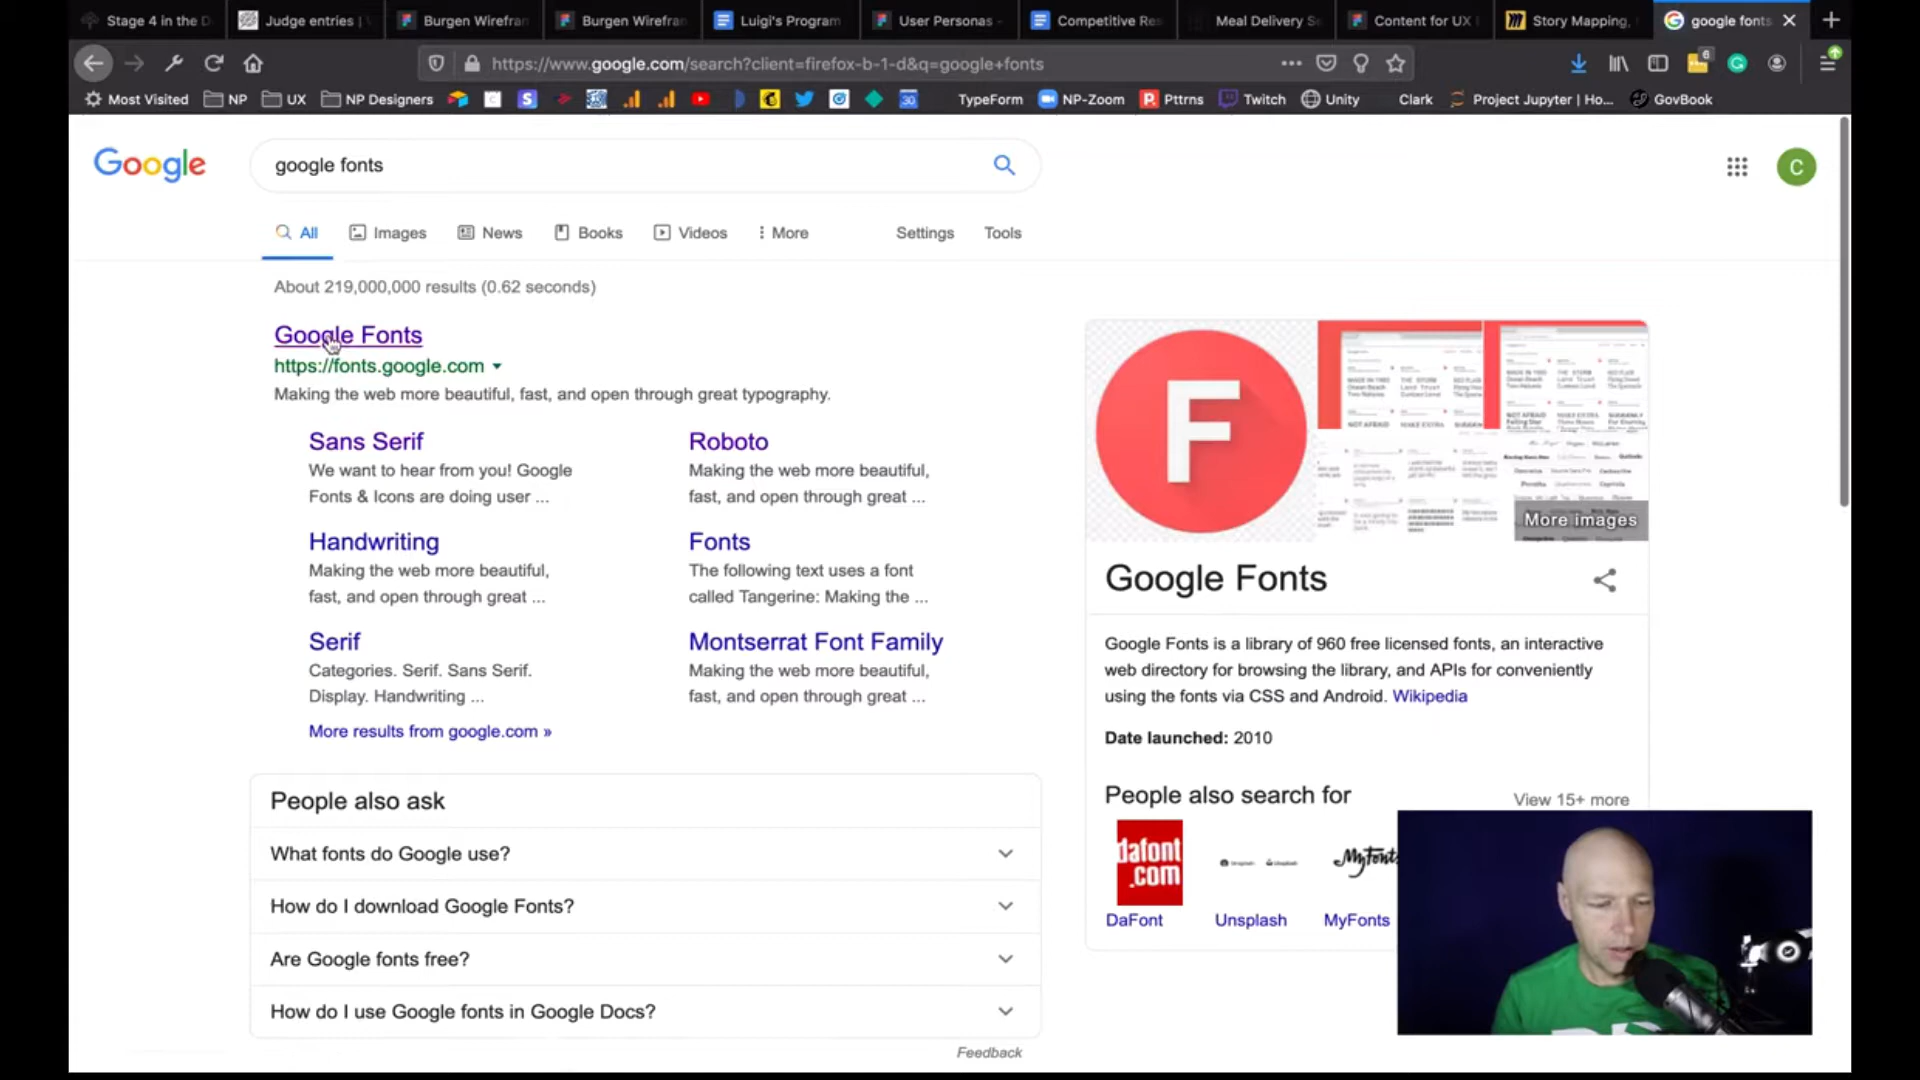 Stage 4 in the D
Judge entries |
Burgen Wirefran
Burgen Wirefran
Luigi's Program
User Personas -
Competitive Re
Meal Delivery S
Content for UX
Story Mapping,
google fonts
https://www.google.com/search?client=firefox-b-1-d&q=google+fonts
6
Most Visited
NP
UX
NP Designers
30
TypeForm
NP-Zoom
Pttrns
Twitch
Unity
Clark
Project Jupyter | Ho...
GovBook
Google
google fonts
C
All
Images
News
Books
Videos
More
Settings
Tools
About 219,000,000 results (0.62 seconds)
Google Fonts
https://fonts.google.com
Making the web more beautiful, fast, and open through great typography.
Sans Serif
We want to hear from you! Google
Fonts & Icons are doing user ...
Roboto
Making the web more beautiful,
fast, and open through great ...
Handwriting
Making the web more beautiful,
fast, and open through great ...
Fonts
The following text uses a font
called Tangerine: Making the ...
Serif
Categories. Serif. Sans Serif.
Display. Handwriting ...
Montserrat Font Family
Making the web more beautiful,
fast, and open through great ...
More results from google.com »
People also ask
What fonts do Google use?
How do I download Google Fonts?
Are Google fonts free?
How do I use Google fonts in Google Docs?
Feedback
F
More images
Google Fonts
Google Fonts is a library of 960 free licensed fonts, an interactive
web directory for browsing the library, and APIs for conveniently
using the fonts via CSS and Android. Wikipedia
Date launched: 2010
People also search for
View 15+ more
dafont
.com
MyFonts
DaFont
Unsplash
MyFonts